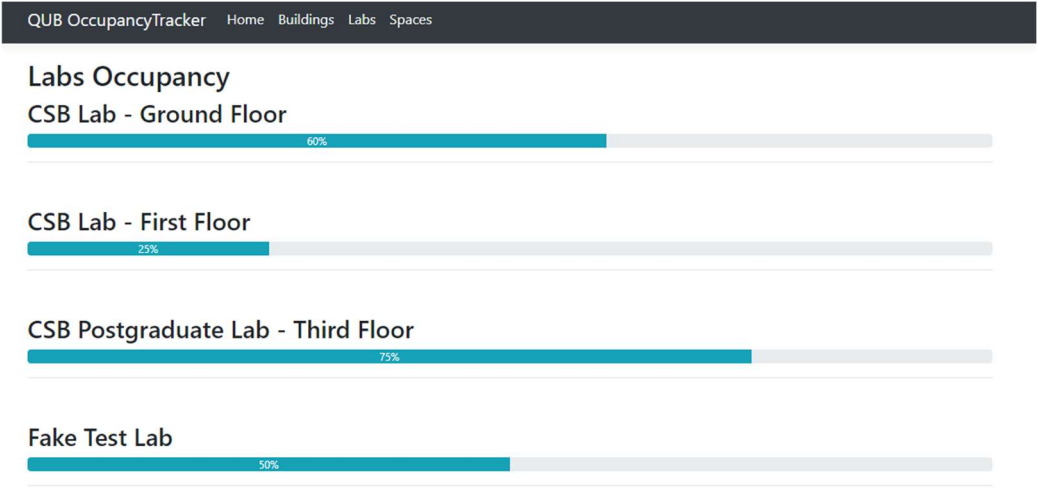 QUB OccupancyTracker Home Buildings Labs Spaces
Labs Occupancy
CSB Lab - Ground Floor
60%
CSB Lab - First Floor
25%
CSB Postgraduate Lab - Third Floor
75%
Fake Test Lab
50%